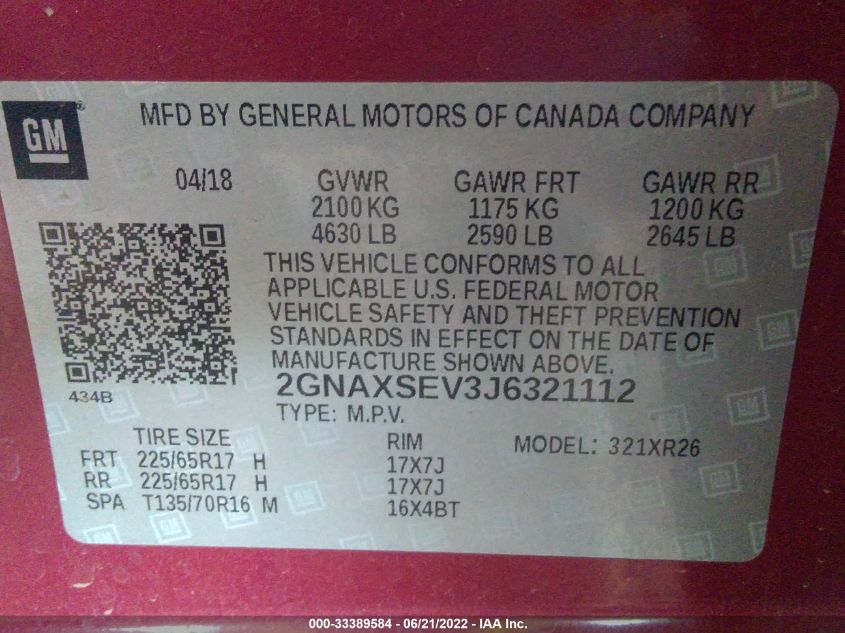 GM ®
MFD BY GENERAL MOTORS OF CANADA COMPANY
04/18 GVWR GAWR FRT GAWR RR
2100 KG 1175 KG 1200 KG
4630 LB 2590 LB 2645 LB
THIS VEHICLE CONFORMS TO ALL
APPLICABLE U.S. FEDERAL MOTOR
VEHICLE SAFETY AND THEFT PREVENTION
STANDARDS IN EFFECT ON THE DATE OF
MANUFACTURE SHOWN ABOVE.
434B
2GNAXSEV3J6321112
TYPE: M.P.V.
TIRE SIZE RIM MODEL: 321XR26
FRT 225/65R17 H 17X7J
RR 225/65R17 H 17X7J
SPA T135/70R16 M 16X4BT
000-33389584 - 06/21/2022 - IAA Inc.